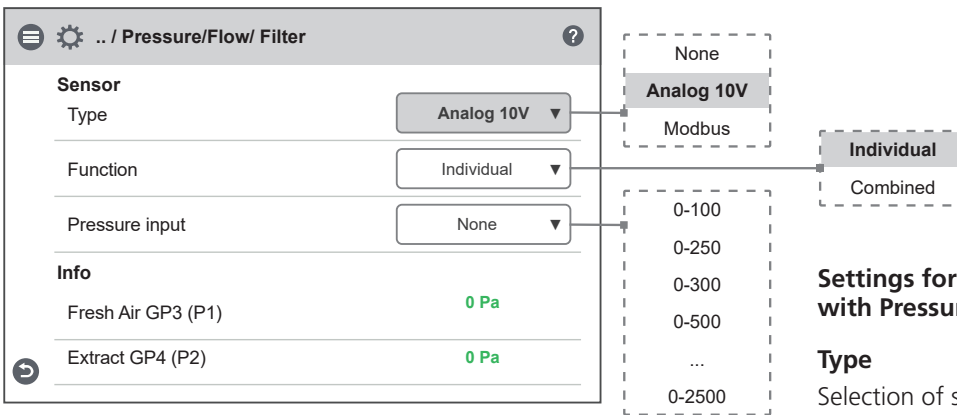 .. / Pressure/Flow/ Filter ?
Sensor
Type Analog 10V ▼
Function Individual ▼
Pressure input None ▼
Info
Fresh Air GP3 (P1) 0 Pa
Extract GP4 (P2) 0 Pa
None
Analog 10V
Modbus
Individual
Combined
0-100
0-250
0-300
0-500
...
0-2500
Settings for
with
Type
Selection of